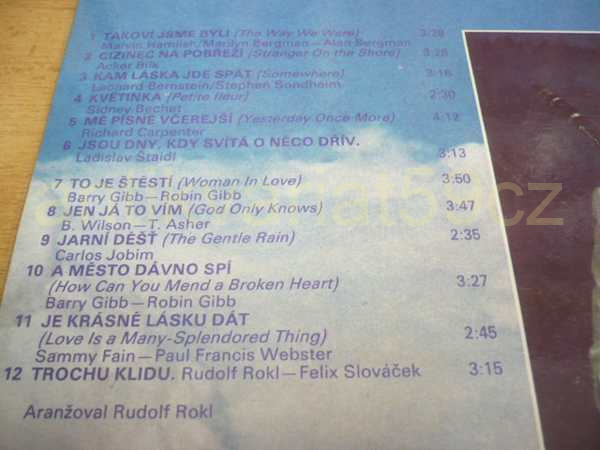 1 TAKOVÍ JSME BYLI (The Way We Were) 3:28
Marvin Hamlish/Marilyn Bergman—Alan Bergman
2 CIZINEC NA POBŘEŽÍ (Stranger On the Shore) 3:28
Acker Bilk
3 KAM LÁSKA JDE SPÁT (Somewhere) 3:16
Leonard Bernstein/Stephen Sondheim
4 KVĚTINKA (Petite fleur) 2:30
Sidney Bechet
5 MÉ PÍSNĚ VČEREJŠÍ (Yesterday Once More) 4:12
Richard Carpenter
6 JSOU DNY, KDY SVÍTÁ O NĚCO DŘÍV.
Ladislav Štaidl 3:13
7 TO JE ŠTĚSTÍ (Woman In Love) 3:50
Barry Gibb—Robin Gibb
8 JEN JÁ TO VÍM (God Only Knows) 3:47
B. Wilson—T. Asher
9 JARNÍ DÉŠŤ (The Gentle Rain) 2:35
Carlos Jobim
10 A MĚSTO DÁVNO SPÍ
(How Can You Mend a Broken Heart) 3:27
Barry Gibb—Robin Gibb
11 JE KRÁSNÉ LÁSKU DÁT
(Love Is a Many-Splendored Thing) 2:45
Sammy Fain—Paul Francis Webster
12 TROCHU KLIDU. Rudolf Rokl—Felix Slováček 3:15
Aranžoval Rudolf Rokl